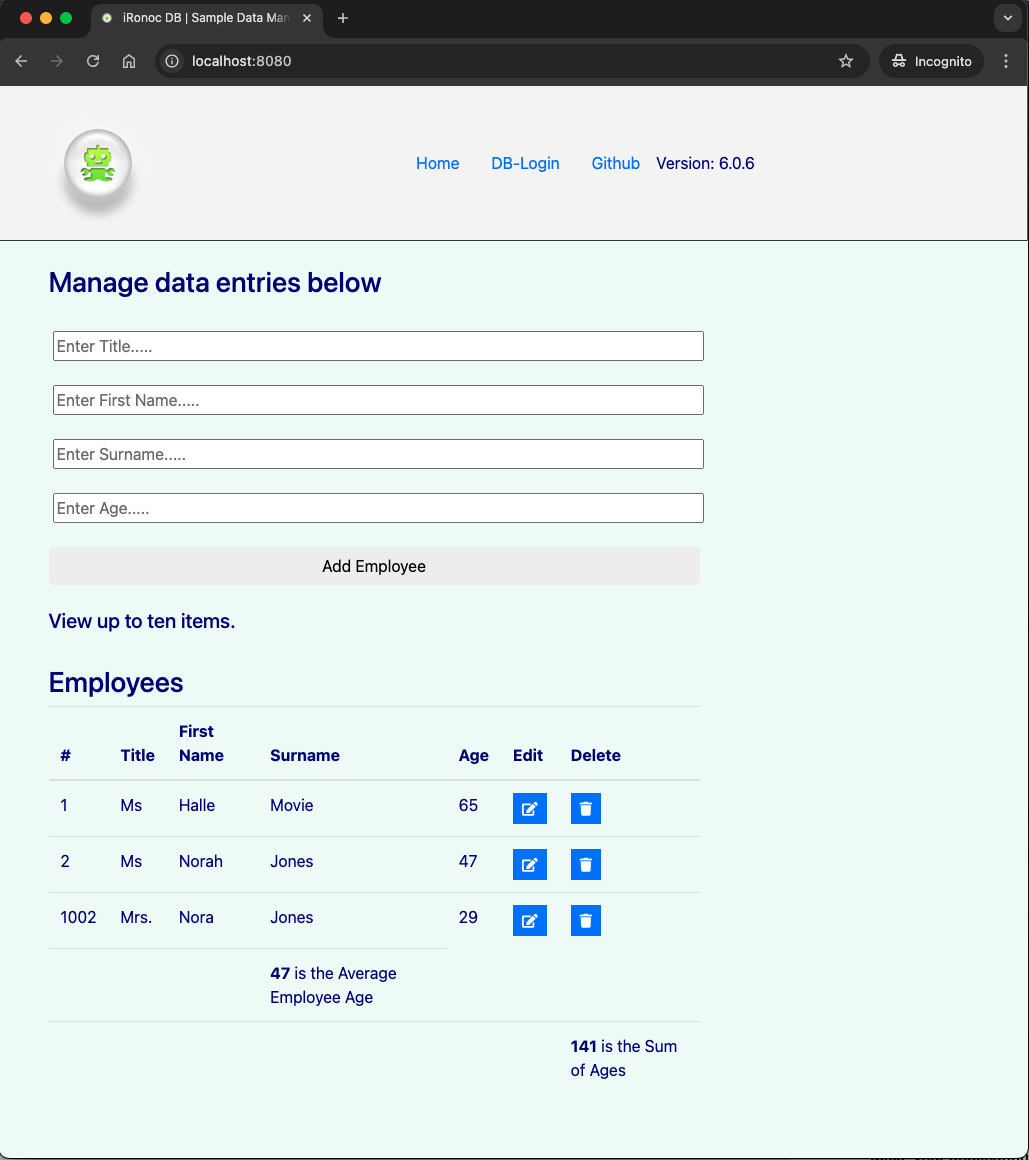 iRonoc DB | Sample Data Man
localhost:8080
Incognito
Home DB-Login Github Version: 6.0.6
Manage data entries below
Enter Title.....
Enter First Name.....
Enter Surname.....
Enter Age.....
Add Employee
View up to ten items.
Employees
# Title First Name Surname Age Edit Delete
1 Ms Halle Movie 65
2 Ms Norah Jones 47
1002 Mrs. Nora Jones 29
47 is the Average
Employee Age
141 is the Sum
of Ages